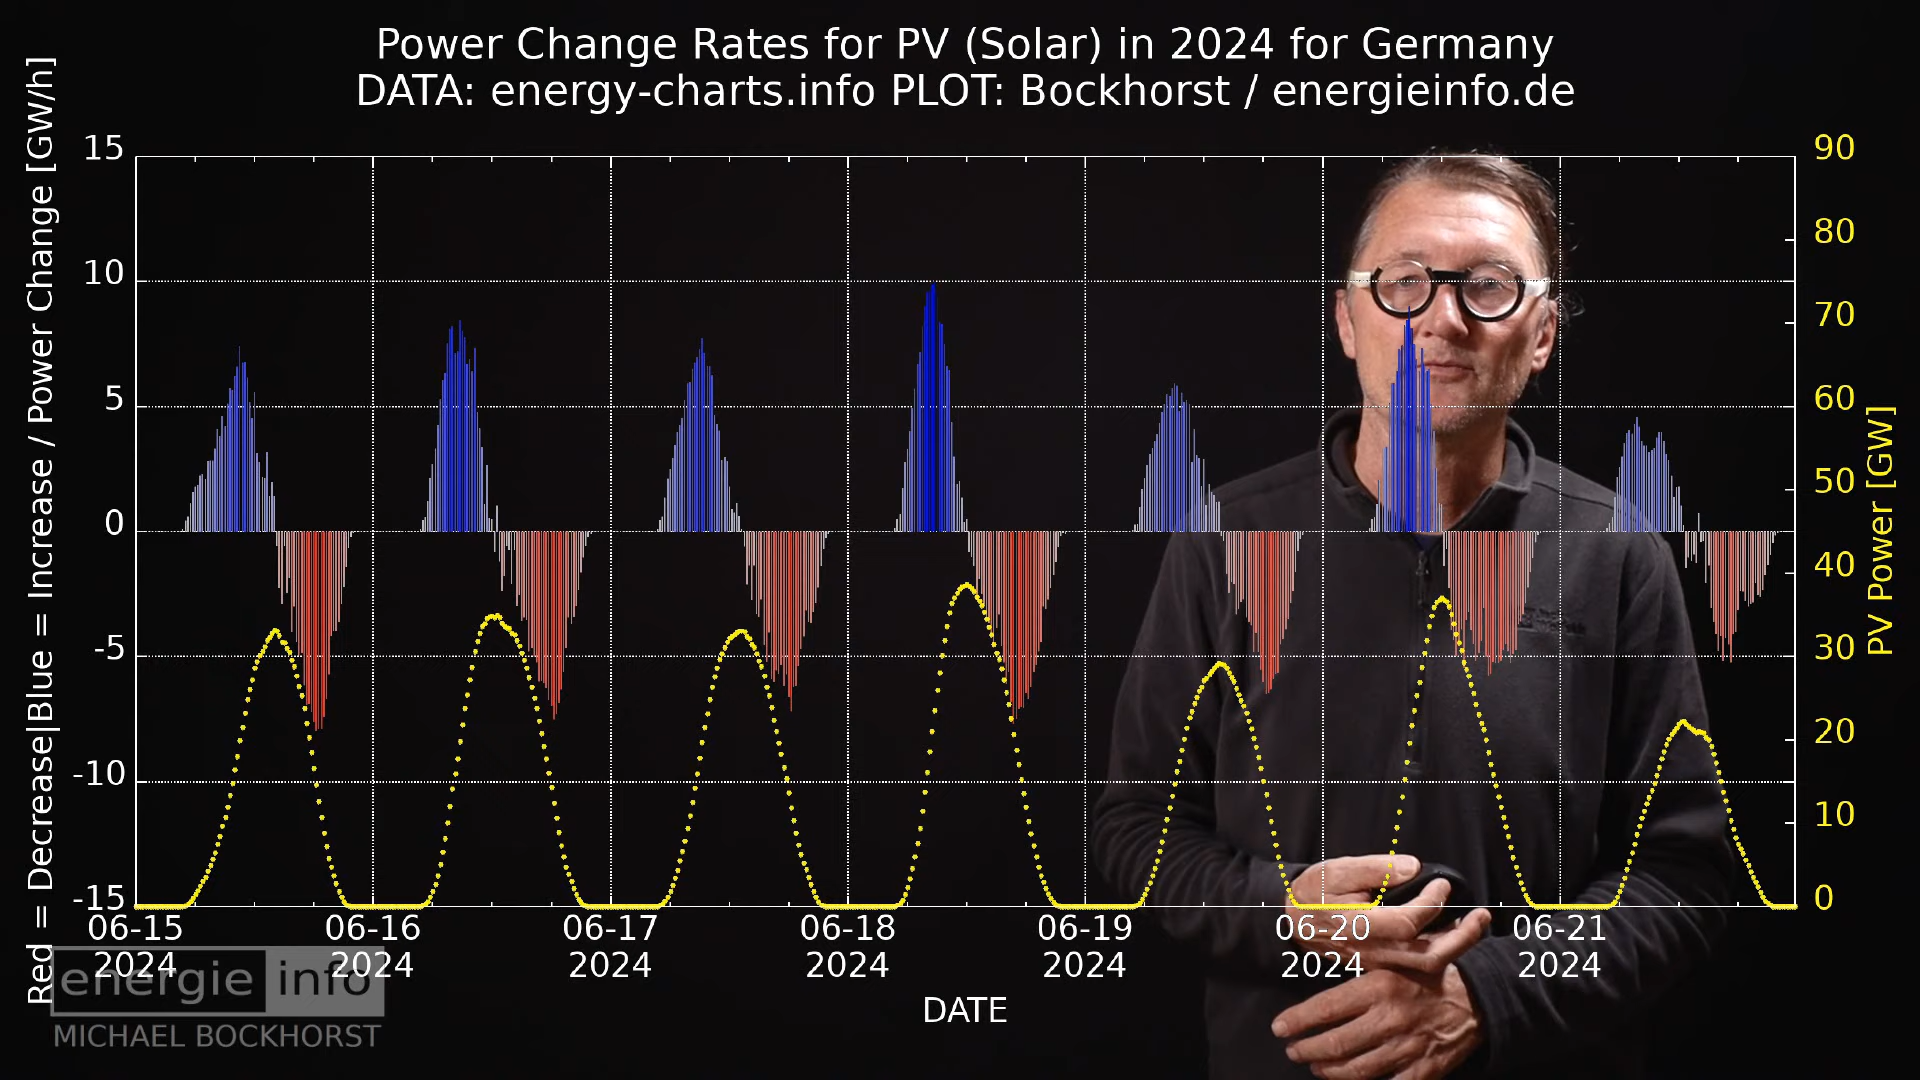 Power Change Rates for PV (Solar) in 2024 for Germany
DATA: energy-charts.info PLOT: Bockhorst / energieinfo.de
Red = Decrease|Blue = Increase / Power Change [GW/h]
15
10
5
0
-5
-10
-15
90
80
70
60
50
40
30
20
10
0
PV Power [GW]
06-15 06-16 06-17 06-18 06-19 06-20 06-21
2024 2024 2024 2024 2024 2024 2024
DATE
energie info
MICHAEL BOCKHORST